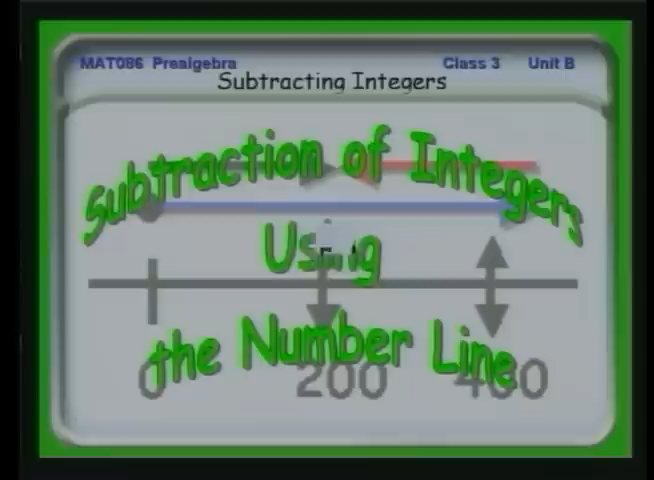 MAT086 Prealgebra Class 3 Unit B
Subtracting Integers
Subtraction of Integers
Using
the Number Line
0 200 400